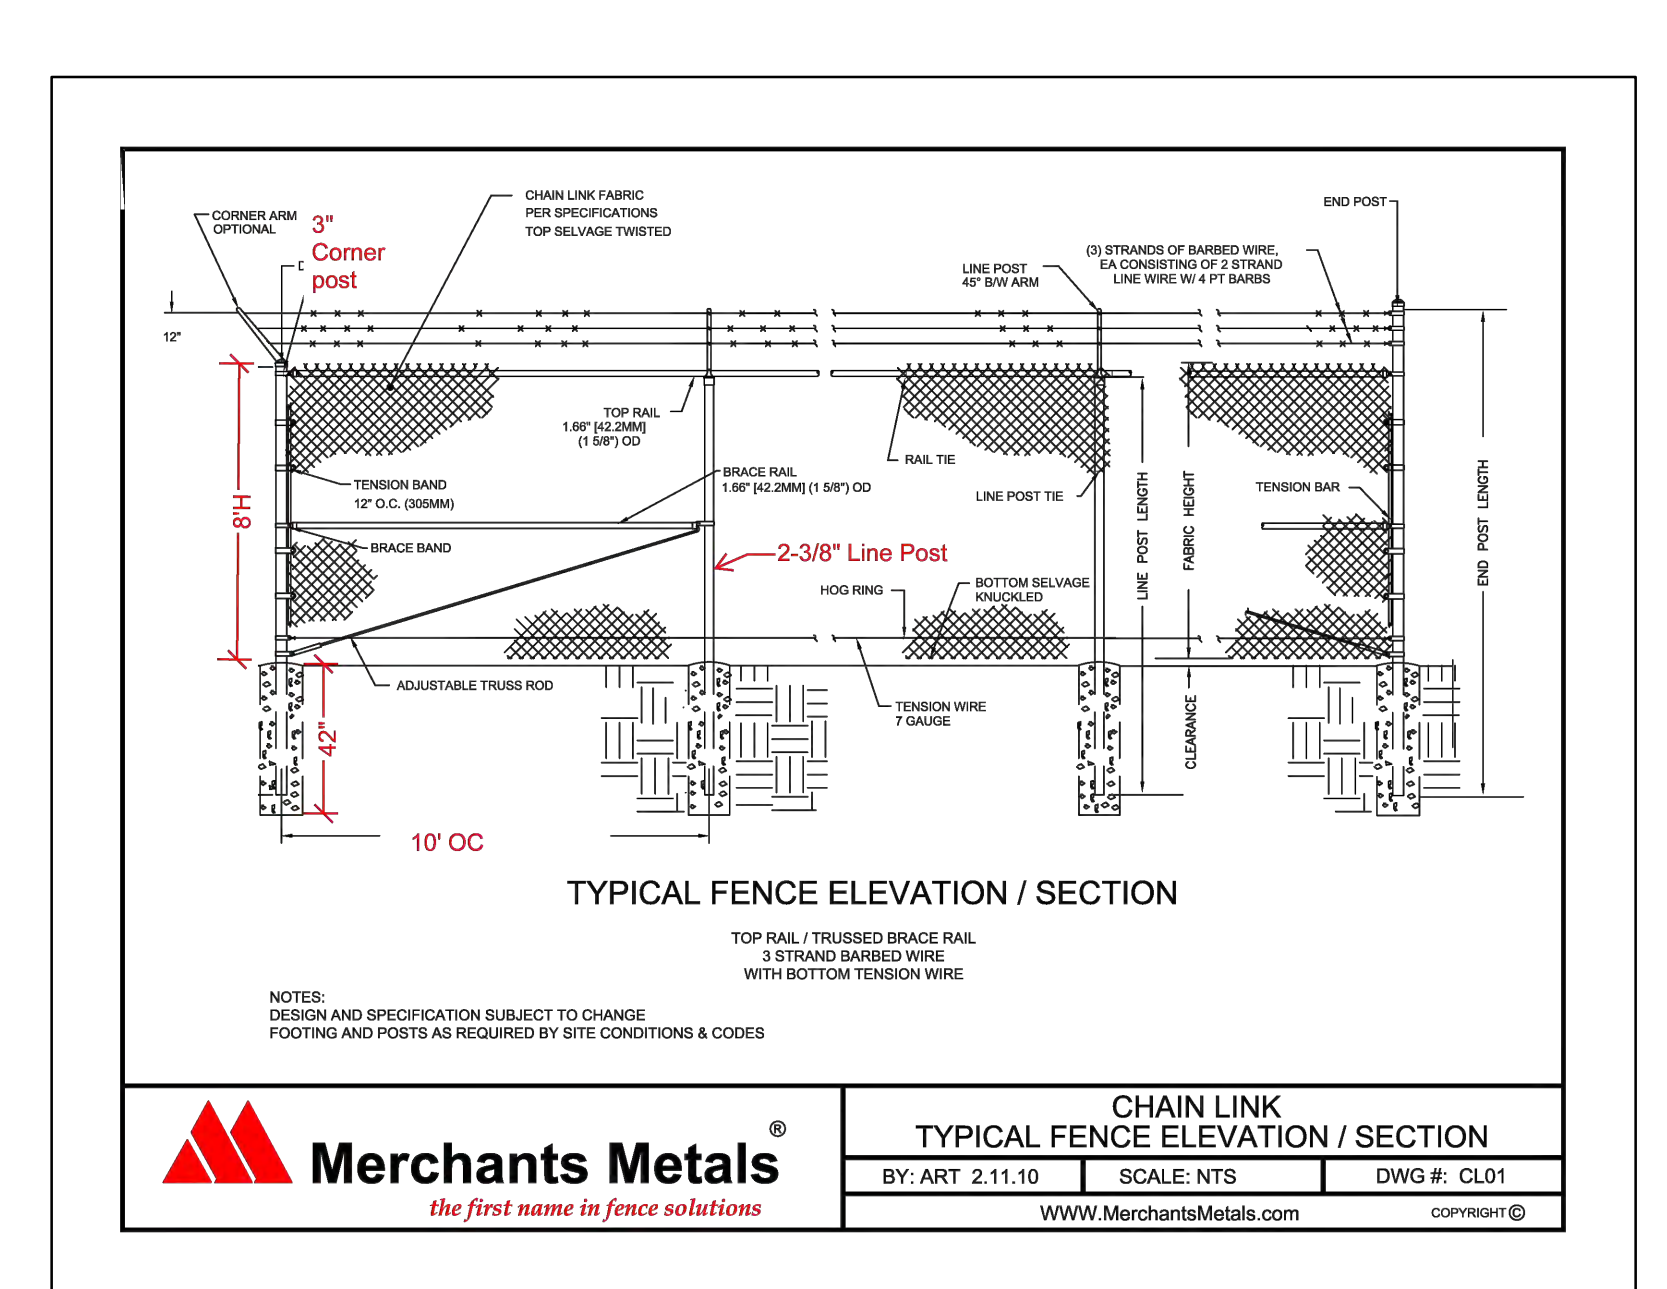 CHAIN LINK FABRIC
PER SPECIFICATIONS
TOP SELVAGE TWISTED
END POST
CORNER ARM
OPTIONAL
3"
Corner
post
(3) STRANDS OF BARBED WIRE,
EA CONSISTING OF 2 STRAND
LINE WIRE W/ 4 PT BARBS
LINE POST
45° B/W ARM
12"
TOP RAIL
1.66" [42.2MM]
(1 5/8") OD
RAIL TIE
BRACE RAIL
1.66" [42.2MM] (1 5/8") OD
TENSION BAND
12" O.C. (305MM)
LINE POST TIE
TENSION BAR
8'H
LINE POST LENGTH
FABRIC HEIGHT
END POST LENGTH
BRACE BAND
2-3/8" Line Post
HOG RING
BOTTOM SELVAGE
KNUCKLED
ADJUSTABLE TRUSS ROD
TENSION WIRE
7 GAUGE
42"
CLEARANCE
10' OC
TYPICAL FENCE ELEVATION / SECTION
TOP RAIL / TRUSSED BRACE RAIL
3 STRAND BARBED WIRE
WITH BOTTOM TENSION WIRE
NOTES:
DESIGN AND SPECIFICATION SUBJECT TO CHANGE
FOOTING AND POSTS AS REQUIRED BY SITE CONDITIONS & CODES
Merchants Metals®
the first name in fence solutions
CHAIN LINK
TYPICAL FENCE ELEVATION / SECTION
BY: ART 2.11.10
SCALE: NTS
DWG #: CL01
WWW.MerchantsMetals.com
COPYRIGHT ©